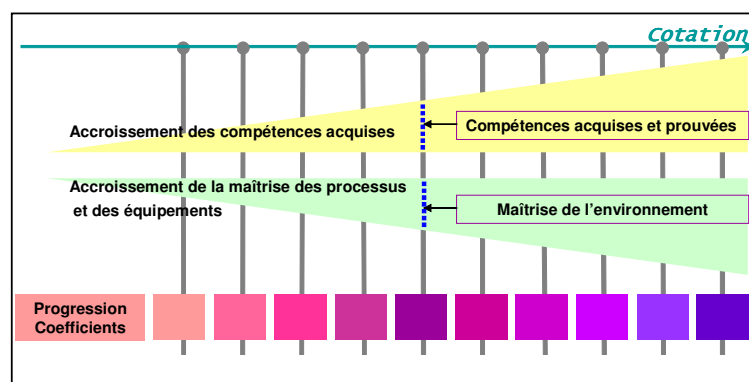 Cotation
Accroissement des compétences acquises
Compétences acquises et prouvées
Accroissement de la maîtrise des processus
et des équipements
Maîtrise de l'environnement
Progression
Coefficients